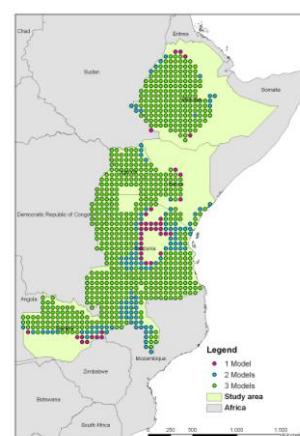 Chad
Eritrea
Sudan
Somalia
Democratic Republic of Congo
Angola
Mozambique
Zimbabwe
Botswana
South Africa
Legend
1 Model
2 Models
3 Models
Study area
Africa
0 250 500 1.000